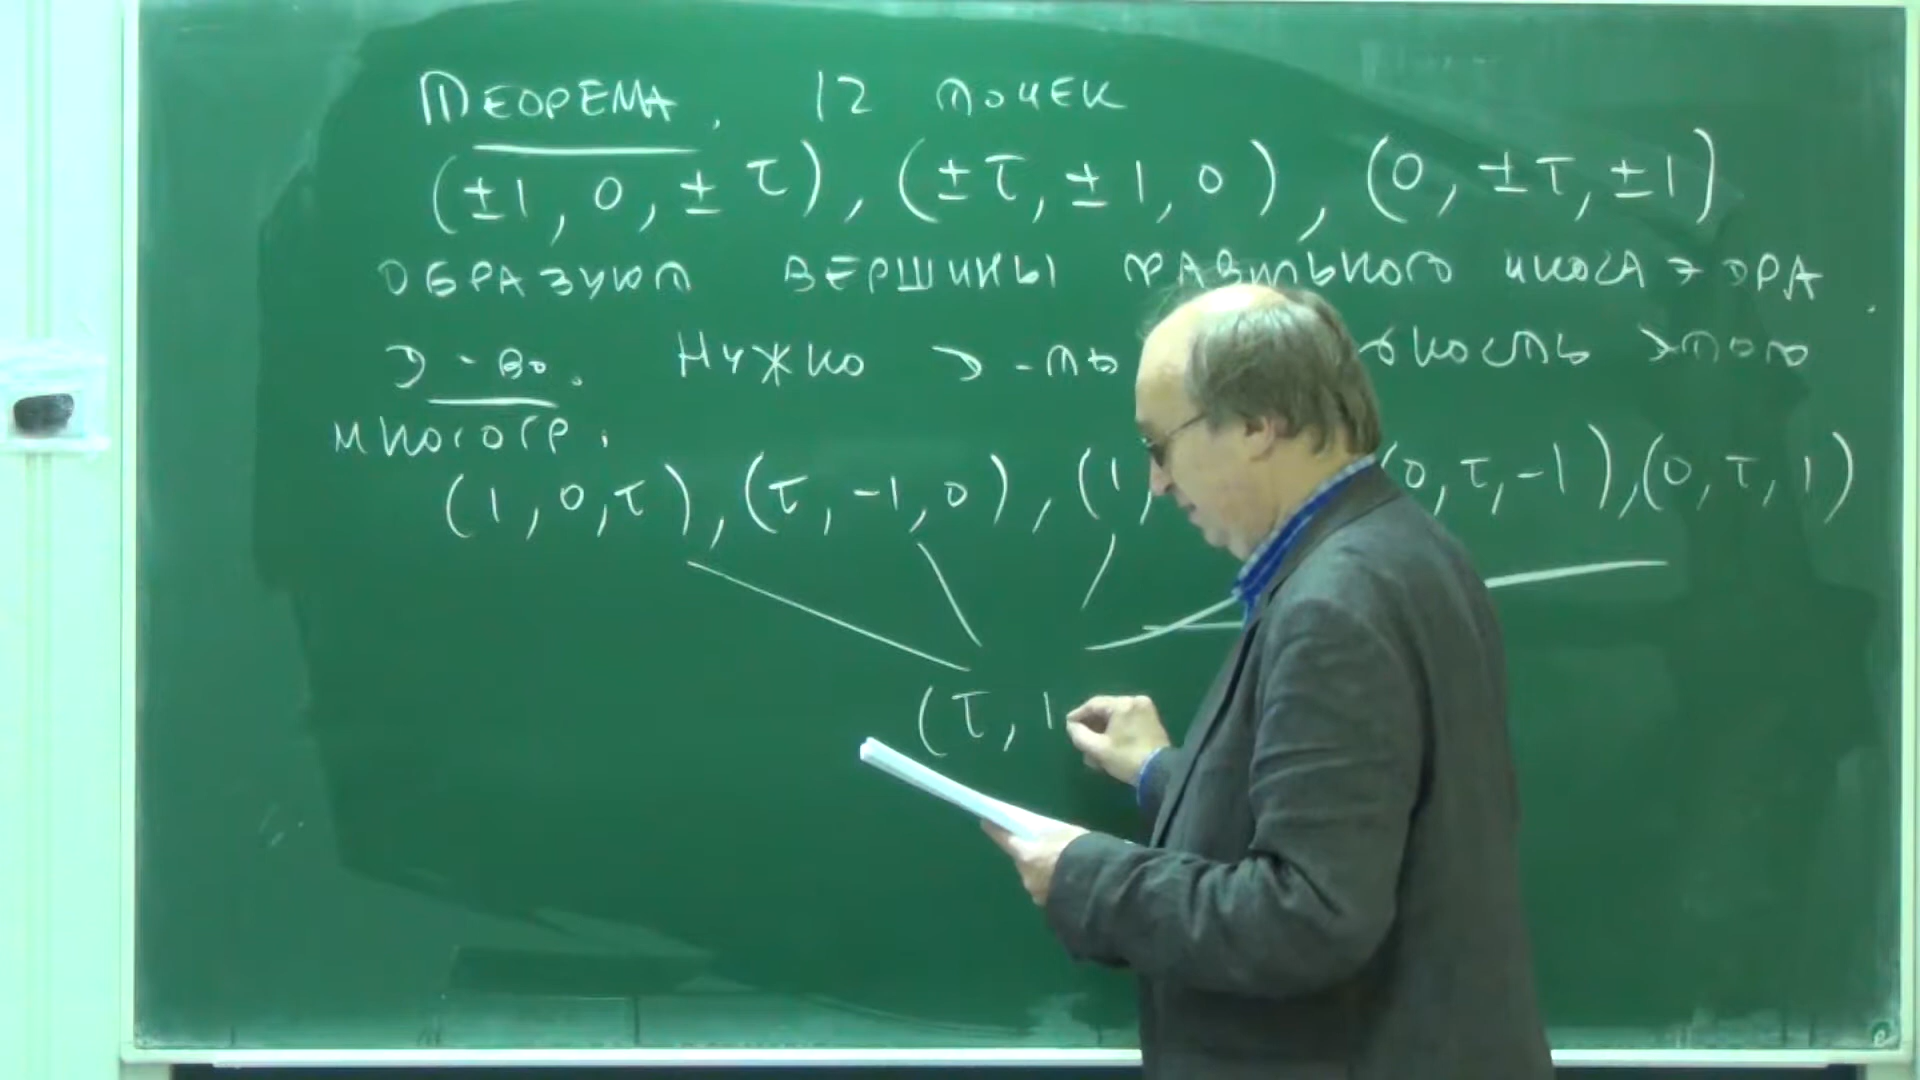 ТЕОРЕМА. 12 точек
(±1, 0, ± τ), (±τ, ±1, 0), (0, ±τ, ±1)
ОБРАЗУЮТ ВЕРШИНЫ ПРАВИЛЬНОГО ИКОСАЭДРА.
Д-во. Нужно д-ть этого
многогр.
(1, 0, τ), (τ, -1, 0), (1, 0, τ, -1), (0, τ, 1)
(τ, 1